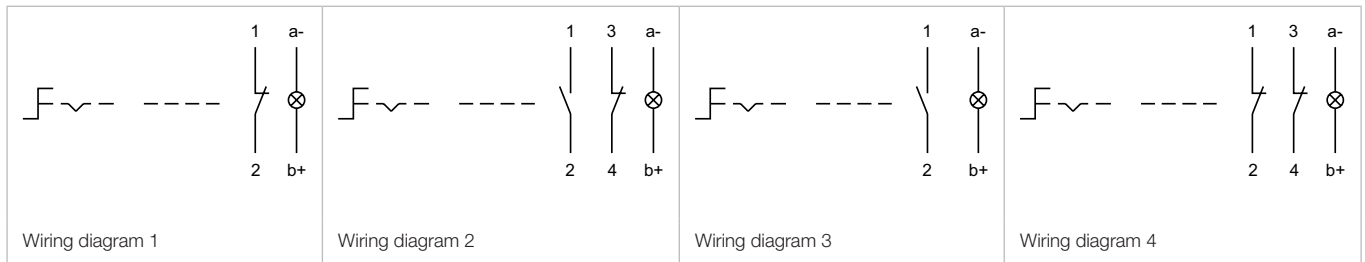 1 a-
2 b+
Wiring diagram 1
1 3 a-
2 4 b+
Wiring diagram 2
1 a-
2 b+
Wiring diagram 3
1 3 a-
2 4 b+
Wiring diagram 4